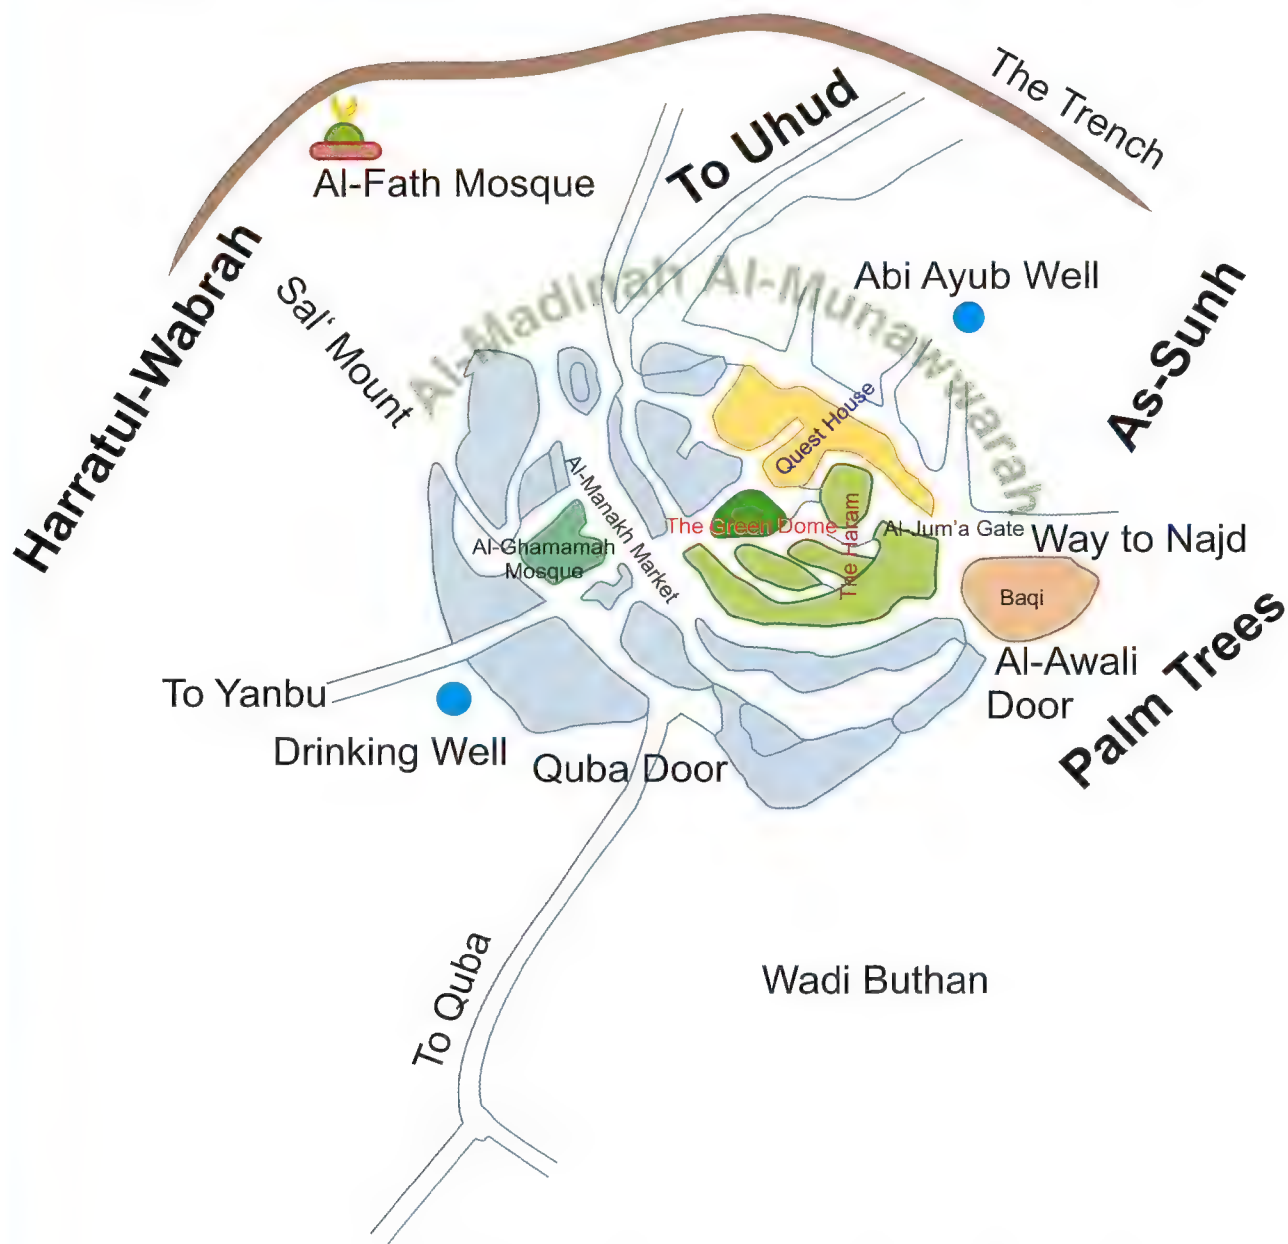 The Trench
To Uhud
Al-Fath Mosque
Harratul-Wabrah
Sal' Mount
Al-Madinah Al-Munawwarah
Abi Ayub Well
As-Sunh
Quest House
Al-Manakh Market
The Green Dome
The Haram
Al-Jum'a Gate
Way to Najd
Al-Ghamamah
Mosque
Baqi
Al-Awali
Door
Palm Trees
To Yanbu
Drinking Well
Quba Door
To Quba
Wadi Buthan